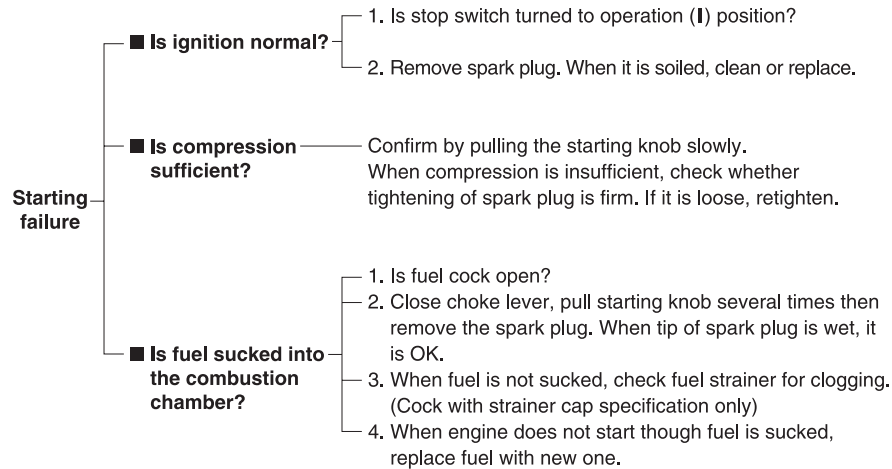 Starting
failure
■ Is ignition normal?
1. Is stop switch turned to operation (I) position?
2. Remove spark plug. When it is soiled, clean or replace.
■ Is compression
sufficient?
Confirm by pulling the starting knob slowly.
When compression is insufficient, check whether
tightening of spark plug is firm. If it is loose, retighten.
■ Is fuel sucked into
the combustion
chamber?
1. Is fuel cock open?
2. Close choke lever, pull starting knob several times then
remove the spark plug. When tip of spark plug is wet, it
is OK.
3. When fuel is not sucked, check fuel strainer for clogging.
(Cock with strainer cap specification only)
4. When engine does not start though fuel is sucked,
replace fuel with new one.